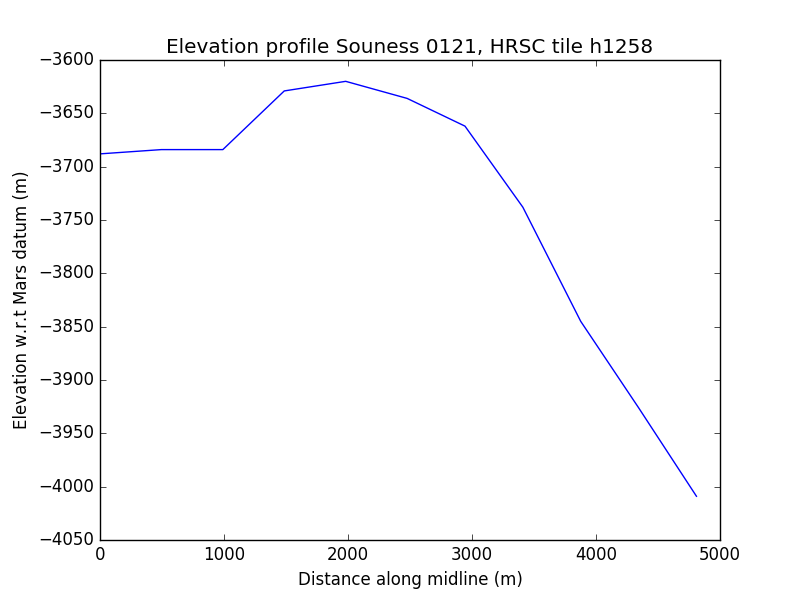 Elevation profile Souness 0121, HRSC tile h1258
−3600
−3650
−3700
−3750
−3800
−3850
−3900
−3950
−4000
−4050
Elevation w.r.t Mars datum (m)
0 1000 2000 3000 4000 5000
Distance along midline (m)